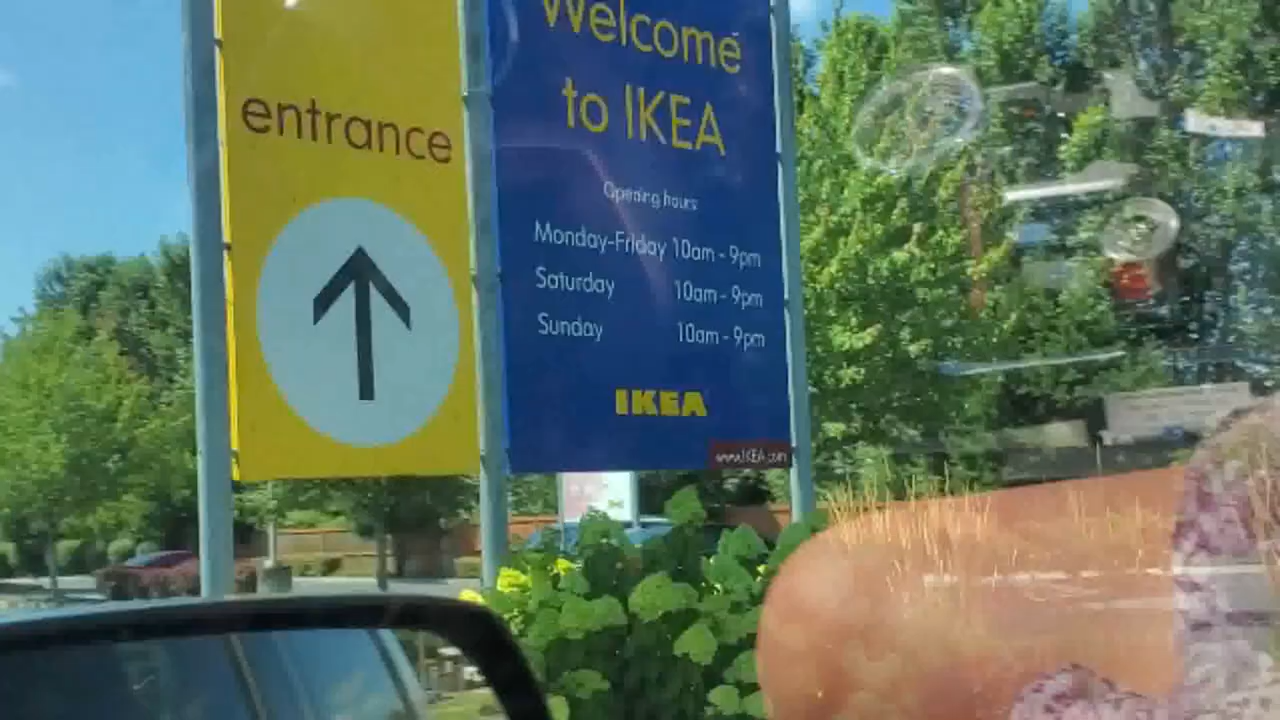 entrance
Welcome
to IKEA
Opening hours
Monday-Friday 10am - 9pm
Saturday 10am - 9pm
Sunday 10am - 9pm
IKEA
www.IKEA.com